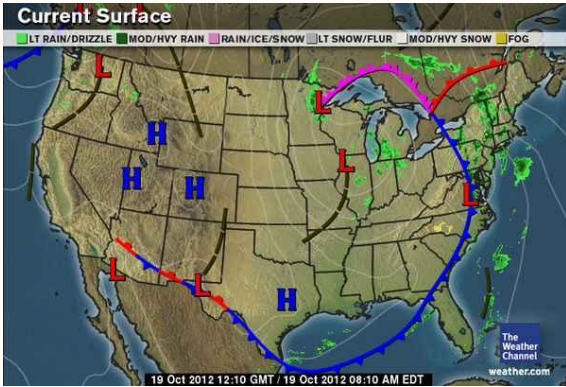 Current Surface
LT RAIN/DRIZZLE MOD/HVY RAIN RAIN/ICE/SNOW LT SNOW/FLUR MOD/HVY SNOW FOG
L
L
H
L
H
H
L
L
L
H
The
Weather
Channel
weather.com
19 Oct 2012 12:10 GMT / 19 Oct 2012 08:10 AM EDT